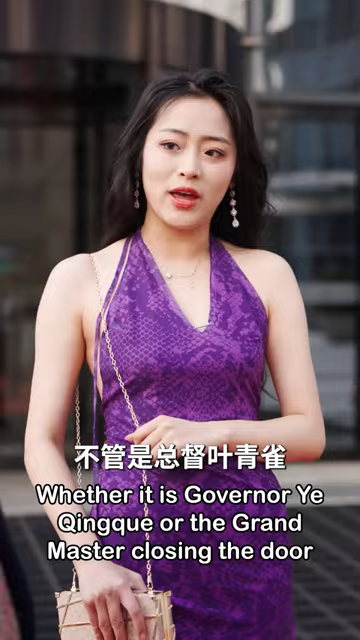 不管是总督叶青雀
Whether it is Governor Ye
Qingque or the Grand
Master closing the door